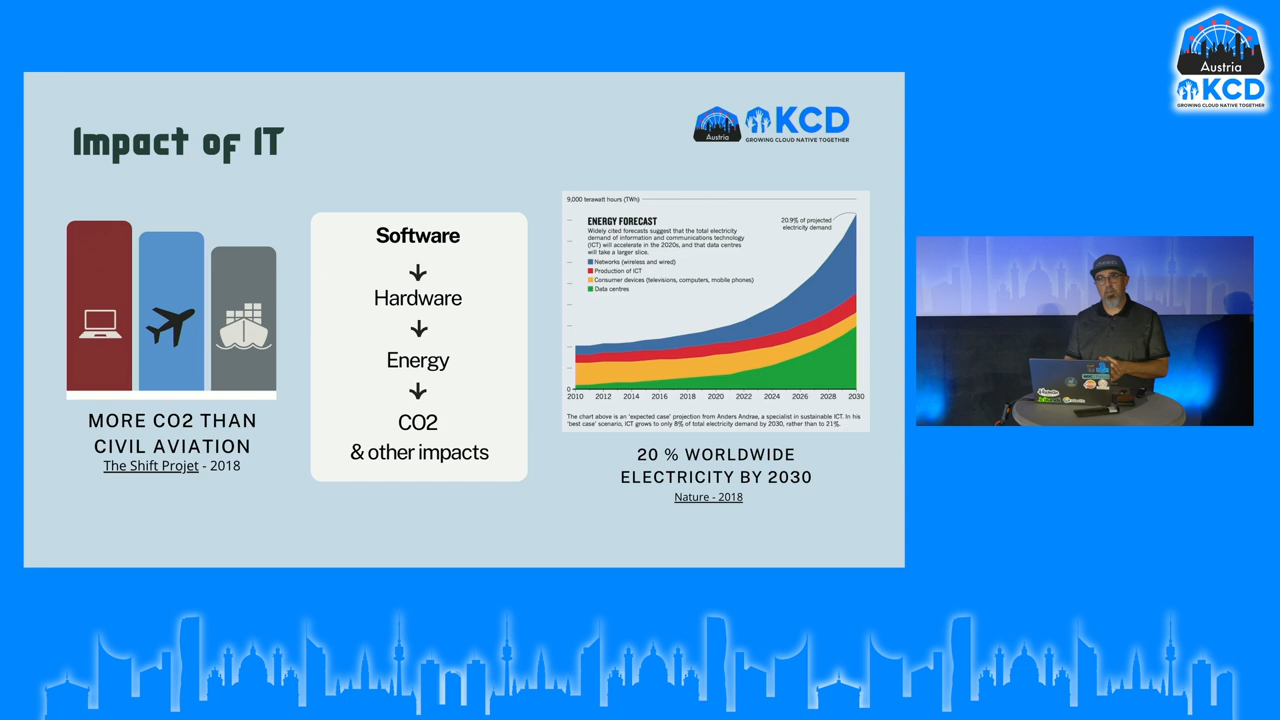 Austria
KCD
GROWING CLOUD NATIVE TOGETHER
Impact of IT
Austria
KCD
GROWING CLOUD NATIVE TOGETHER
MORE CO2 THAN
CIVIL AVIATION
The Shift Projet - 2018
Software
Hardware
Energy
CO2
& other impacts
9,000 terawatt hours (TWh)
ENERGY FORECAST
Widely cited forecasts suggest that the total electricity
demand of information and communications technology
(ICT) will accelerate in the 2020s, and that data centres
will take a larger slice.
Networks (wireless and wired)
Production of ICT
Consumer devices (televisions, computers, mobile phones)
Data centres
20.9% of projected
electricity demand
0
2010 2012 2014 2016 2018 2020 2022 2024 2026 2028 2030
The chart above is an ‘expected case’ projection from Anders Andrae, a specialist in sustainable ICT. In his
‘best case’ scenario, ICT grows to only 8% of total electricity demand by 2030, rather than to 21%.
20 % WORLDWIDE
ELECTRICITY BY 2030
Nature - 2018